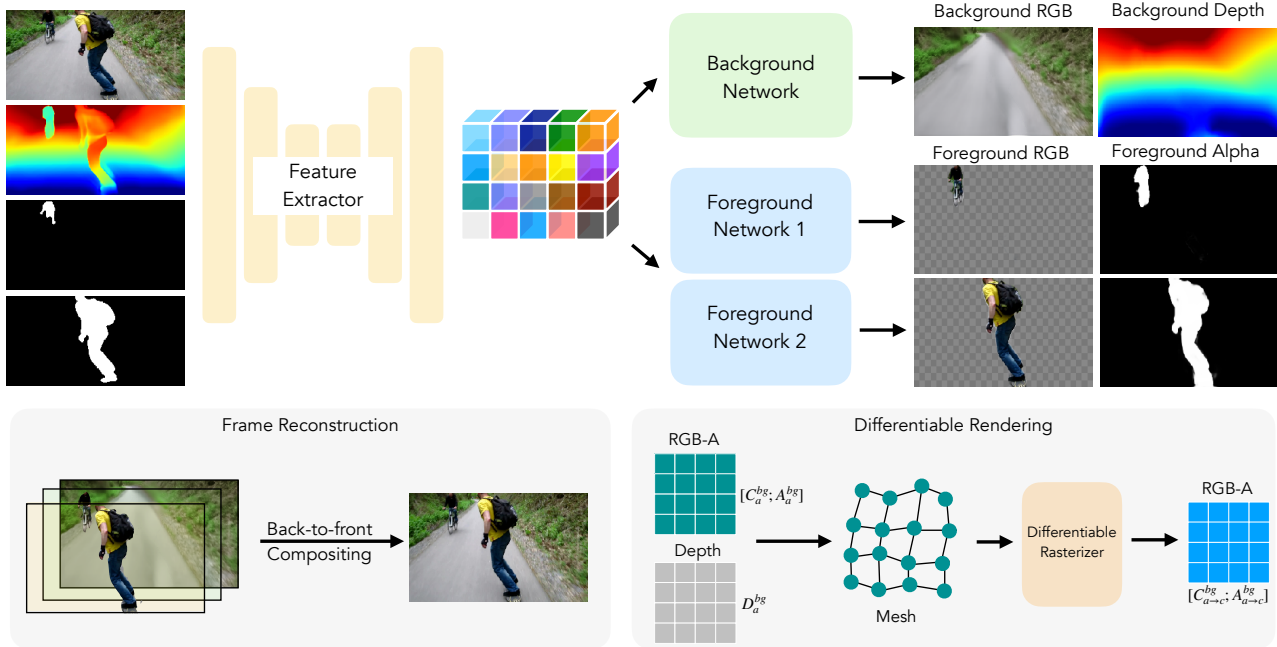 Background RGB
Background Depth
Feature
Extractor
Background
Network
Foreground RGB
Foreground Alpha
Foreground
Network 1
Foreground
Network 2
Frame Reconstruction
Back-to-front
Compositing
Differentiable Rendering
RGB-A
[C_a^{bg}; A_a^{bg}]
Depth
D_a^{bg}
Mesh
Differentiable
Rasterizer
RGB-A
[C_{a→c}^{bg}; A_{a→c}^{bg}]